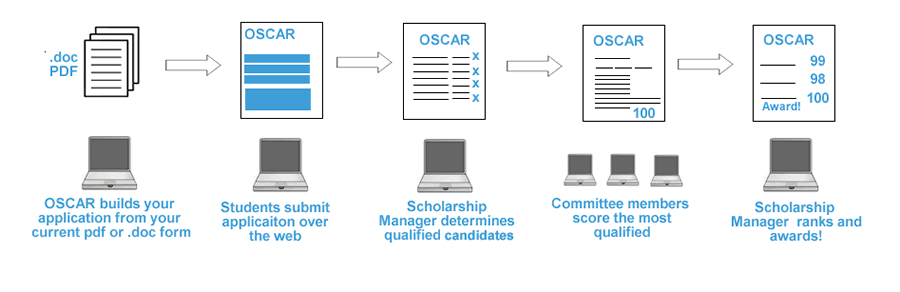 .doc
PDF
OSCAR
OSCAR
x
x
x
x
OSCAR
100
OSCAR
99
98
100
Award!
OSCAR builds your
application from your
current pdf or .doc form
Students submit
applicaiton over
the web
Scholarship
Manager determines
qualified candidates
Committee members
score the most
qualified
Scholarship
Manager ranks and
awards!